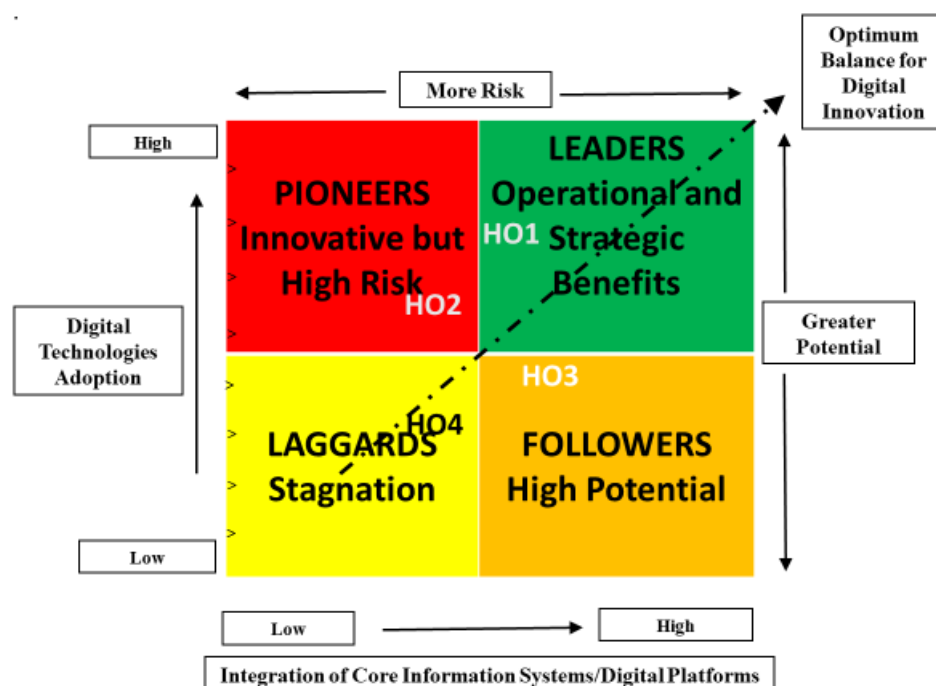 Optimum
Balance for
Digital
Innovation
More Risk
High
PIONEERS
Innovative but
High Risk
HO2
LEADERS
Operational and
Strategic
Benefits
HO1
Digital
Technologies
Adoption
Greater
Potential
HO4
LAGGARDS
Stagnation
HO3
FOLLOWERS
High Potential
Low
Low
High
Integration of Core Information Systems/Digital Platforms